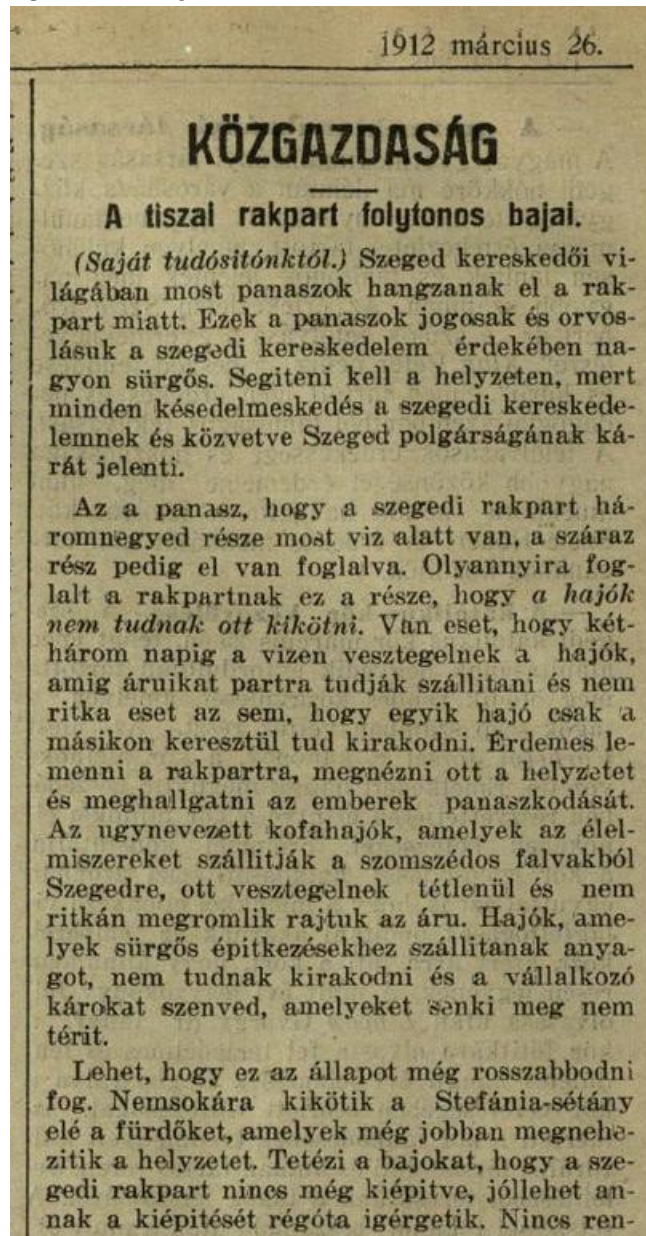 1912 március 26.
KÖZGAZDASÁG
A tiszai rakpart folytonos bajai.
(Saját tudósitónktól.) Szeged kereskedői vi-
lágában most panaszok hangzanak el a rak-
part miatt. Ezek a panaszok jogosak és orvos-
lásuk a szegedi kereskedelem érdekében na-
gyon sürgős. Segiteni kell a helyzeten, mert
minden késedelmeskedés a szegedi kereskede-
lemnek és közvetve Szeged polgárságának ká-
rát jelenti.
Az a panasz, hogy a szegedi rakpart há-
romnegyed része most viz alatt van, a száraz
rész pedig el van foglalva. Olyannyira fog-
lalt a rakpartnak ez a része, hogy a hajók
nem tudnak ott kikötni. Van eset, hogy két-
három napig a vizen vesztegelnek a hajók,
amig áruikat partra tudják szállitani és nem
ritka eset az sem, hogy egyik hajó csak a
másikon keresztül tud kirakodni. Érdemes le-
menni a rakpartra, megnézni ott a helyzetet
és meghallgatni az emberek panaszkodását.
Az ugynevezett kofahajók, amelyek az élel-
miszereket szállitják a szomszédos falvakból
Szegedre, ott vesztegelnek tétlenül és nem
ritkán megromlik rajtuk az áru. Hajók, ame-
lyek sürgős épitkezésekhez szállitanak anya-
got, nem tudnak kirakodni és a vállalkozó
károkat szenved, amelyeket senki meg nem
térit.
Lehet, hogy ez az állapot még rosszabbodni
fog. Nemsokára kikötik a Stefánia-sétány
elé a fürdőket, amelyek még jobban megnehe-
zitik a helyzetet. Tetézi a bajokat, hogy a sze-
gedi rakpart nincs még kiépitve, jóllehet an-
nak a kiépitését régóta igérgetik. Nincs ren-